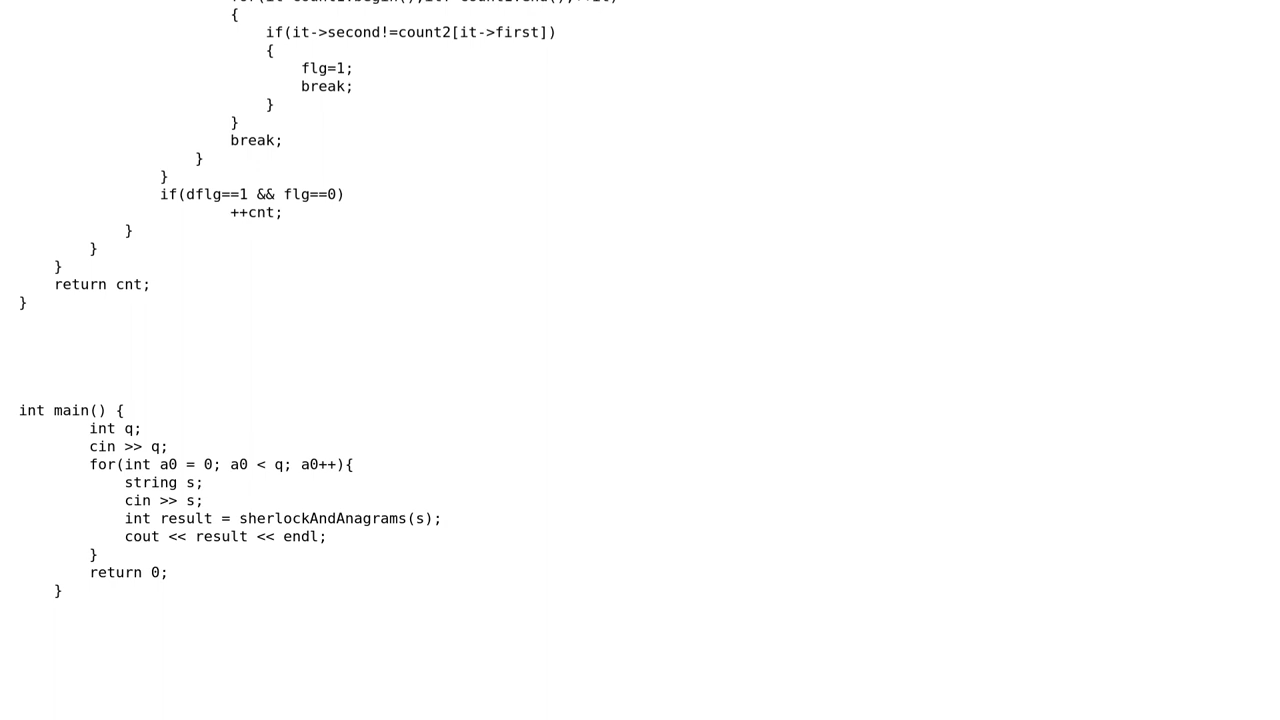 {
if(it->second!=count2[it->first])
{
flg=1;
break;
}
}
break;
}
}
if(dflg==1 && flg==0)
++cnt;
}
}
}
return cnt;
}
int main() {
int q;
cin >> q;
for(int a0 = 0; a0 < q; a0++){
string s;
cin >> s;
int result = sherlockAndAnagrams(s);
cout << result << endl;
}
return 0;
}